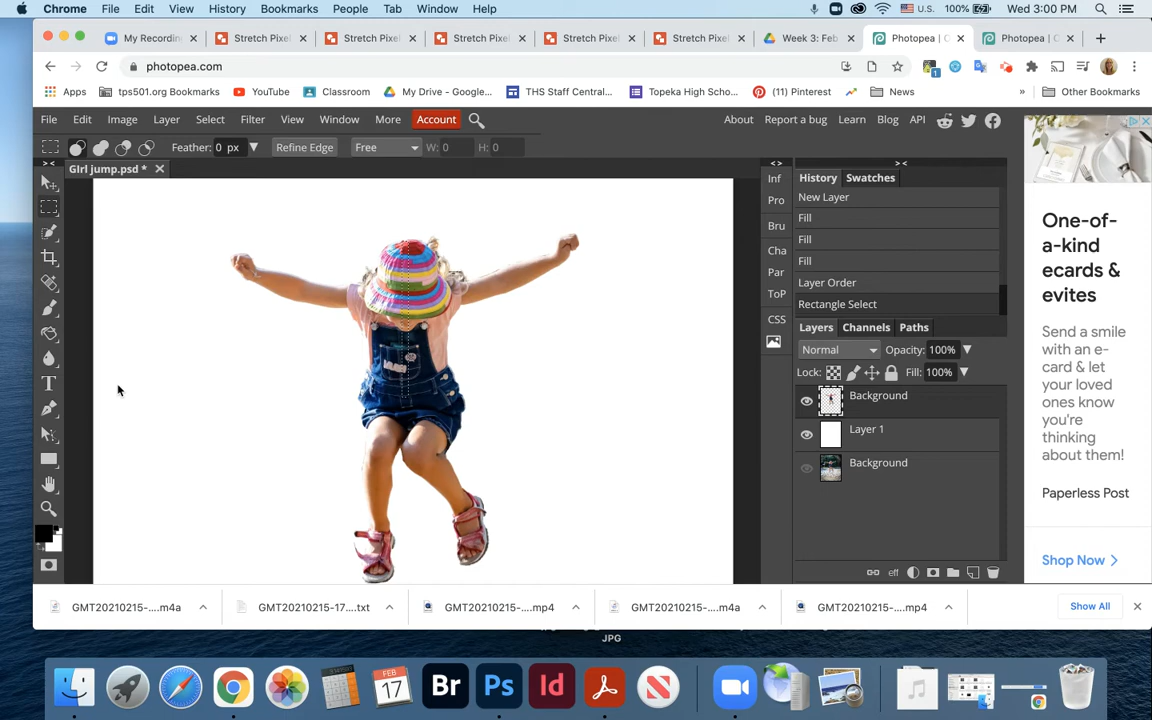 Chrome File Edit View History Bookmarks People Tab Window Help U.S. 100% Wed 3:00 PM
My Recording Stretch Pixel Stretch Pixel Stretch Pixel Stretch Pixel Stretch Pixel Week 3: Feb Photopea | O Photopea | O
photopea.com
Apps tps501.org Bookmarks YouTube Classroom My Drive - Google... THS Staff Central... Topeka High Schoo... (11) Pinterest News » Other Bookmarks
File Edit Image Layer Select Filter View Window More Account About Report a bug Learn Blog API
Feather: 0 px Refine Edge Free W: 0 H: 0
GIrl jump.psd *
Inf
Pro
Bru
Cha
Par
ToP
CSS
History Swatches
New Layer
Fill
Fill
Fill
Layer Order
Rectangle Select
Layers Channels Paths
Normal Opacity: 100%
Lock: Fill: 100%
Background
Layer 1
Background
eff
One-of-
a-kind
ecards &
evites
Send a smile
with an e-
card & let
your loved
ones know
you're
thinking
about them!
Paperless Post
Shop Now
GMT20210215-....m4a GMT20210215-17....txt GMT20210215-....mp4 GMT20210215-....m4a GMT20210215-....mp4 Show All
JPG
FEB
17
Br Ps Id